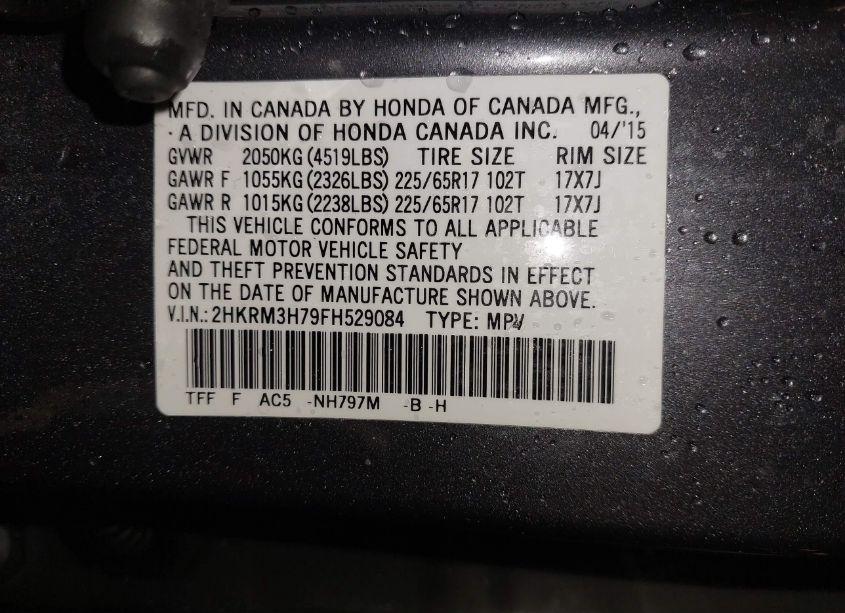 MFD. IN CANADA BY HONDA OF CANADA MFG.,
A DIVISION OF HONDA CANADA INC. 04/'15
GVWR 2050KG (4519LBS) TIRE SIZE RIM SIZE
GAWR F 1055KG (2326LBS) 225/65R17 102T 17X7J
GAWR R 1015KG (2238LBS) 225/65R17 102T 17X7J
THIS VEHICLE CONFORMS TO ALL APPLICABLE
FEDERAL MOTOR VEHICLE SAFETY
AND THEFT PREVENTION STANDARDS IN EFFECT
ON THE DATE OF MANUFACTURE SHOWN ABOVE.
V.I.N.: 2HKRM3H79FH529084 TYPE: MPV
TFF F AC5 -NH797M -B -H